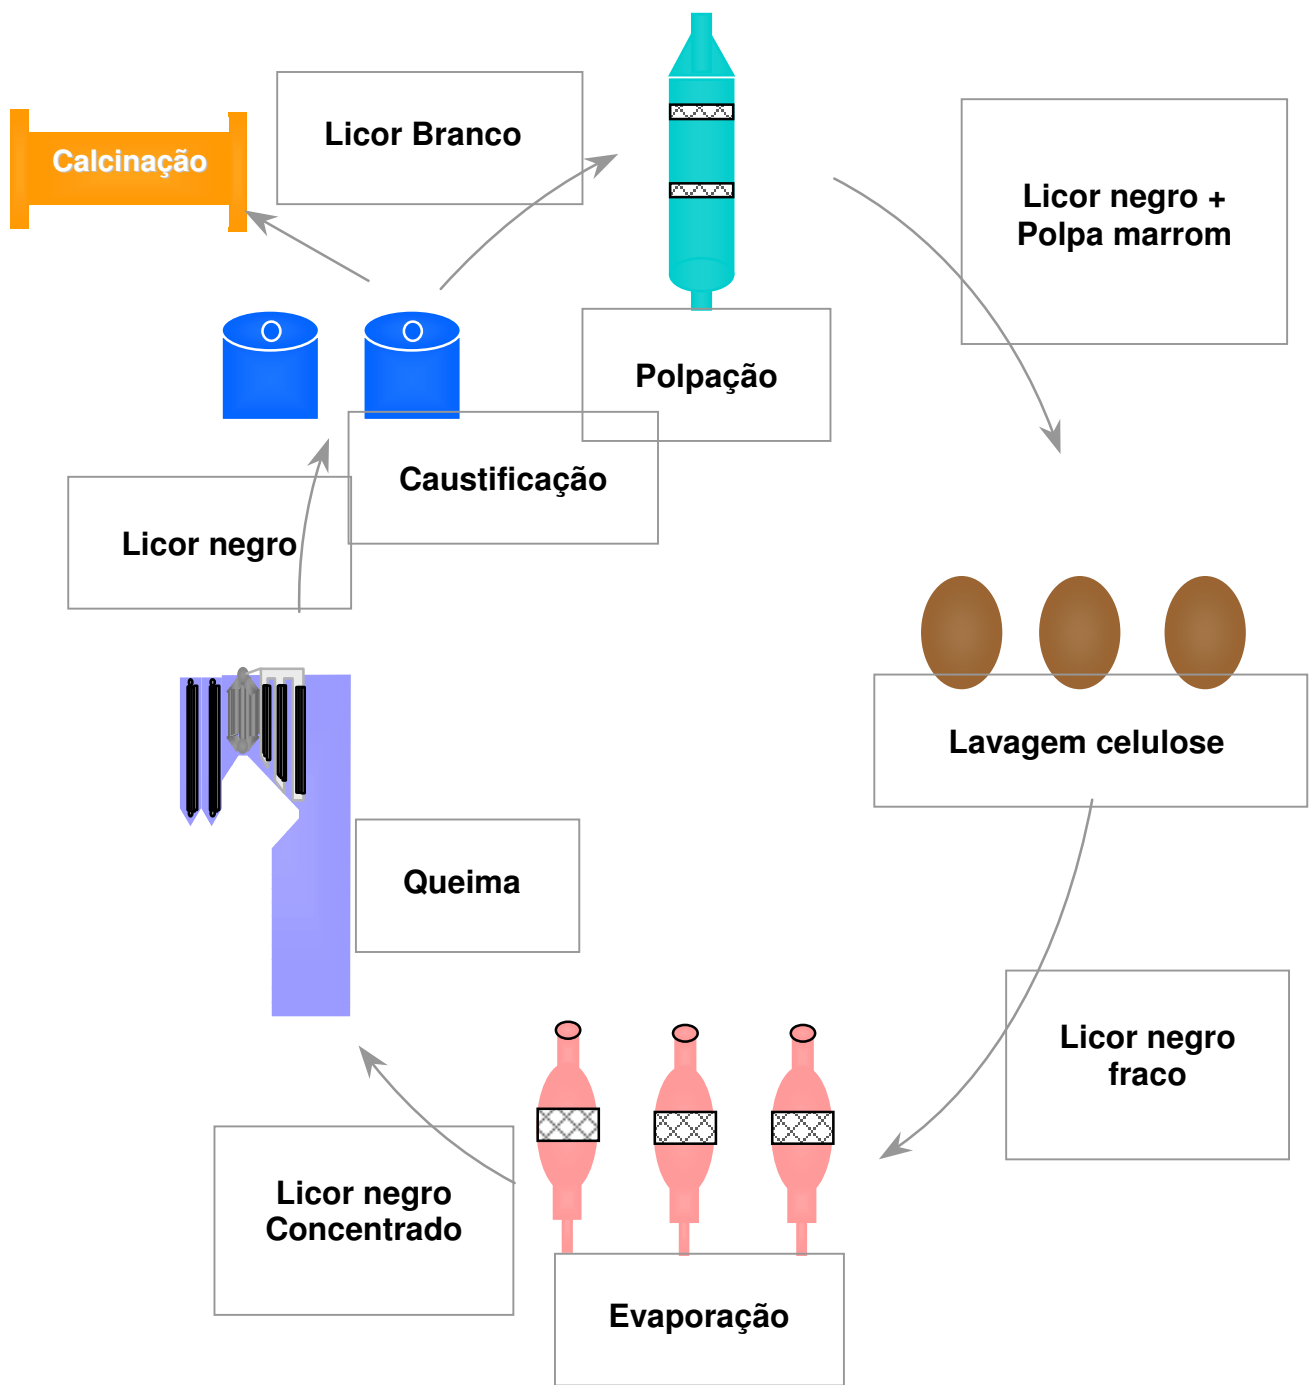 Licor Branco
Calcinação
Licor negro +
Polpa marrom
Polpação
Caustificação
Licor negro
Lavagem celulose
Queima
Licor negro
fraco
Licor negro
Concentrado
Evaporação